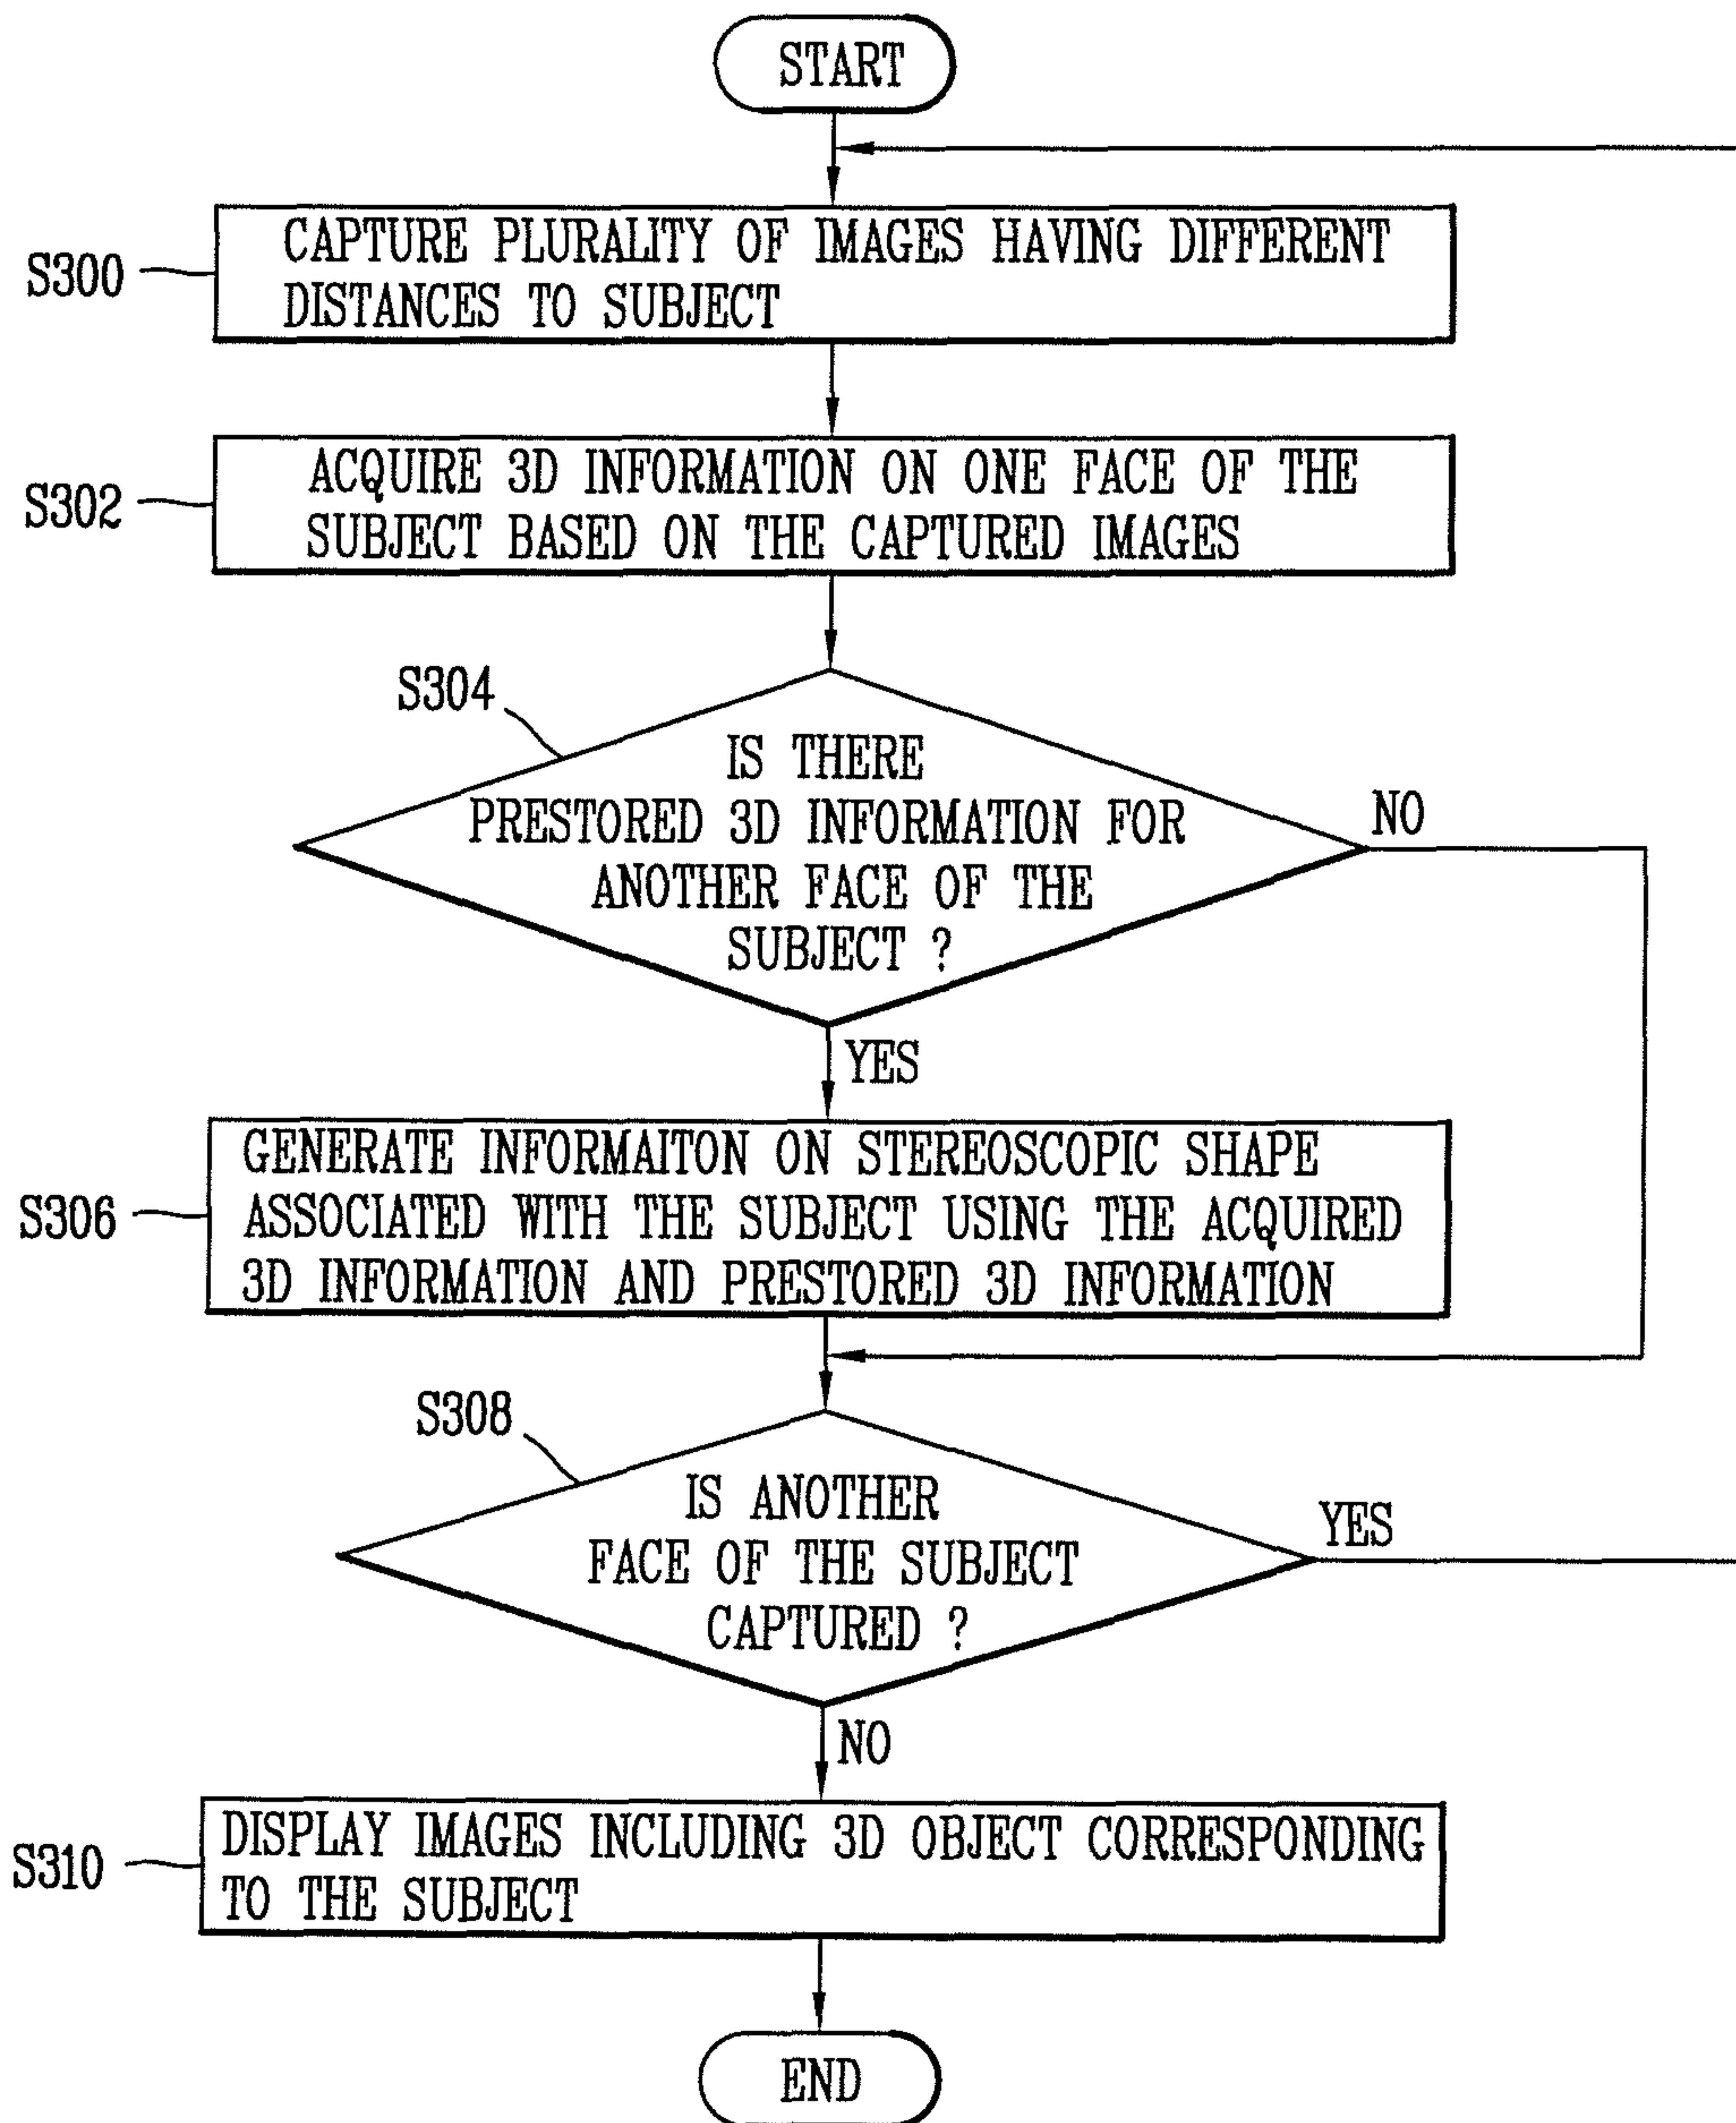 START
S300
CAPTURE PLURALITY OF IMAGES HAVING DIFFERENT
DISTANCES TO SUBJECT
S302
ACQUIRE 3D INFORMATION ON ONE FACE OF THE
SUBJECT BASED ON THE CAPTURED IMAGES
S304
IS THERE
PRESTORED 3D INFORMATION FOR
ANOTHER FACE OF THE
SUBJECT ?
NO
YES
S306
GENERATE INFORMAITON ON STEREOSCOPIC SHAPE
ASSOCIATED WITH THE SUBJECT USING THE ACQUIRED
3D INFORMATION AND PRESTORED 3D INFORMATION
S308
IS ANOTHER
FACE OF THE SUBJECT
CAPTURED ?
YES
NO
S310
DISPLAY IMAGES INCLUDING 3D OBJECT CORRESPONDING
TO THE SUBJECT
END